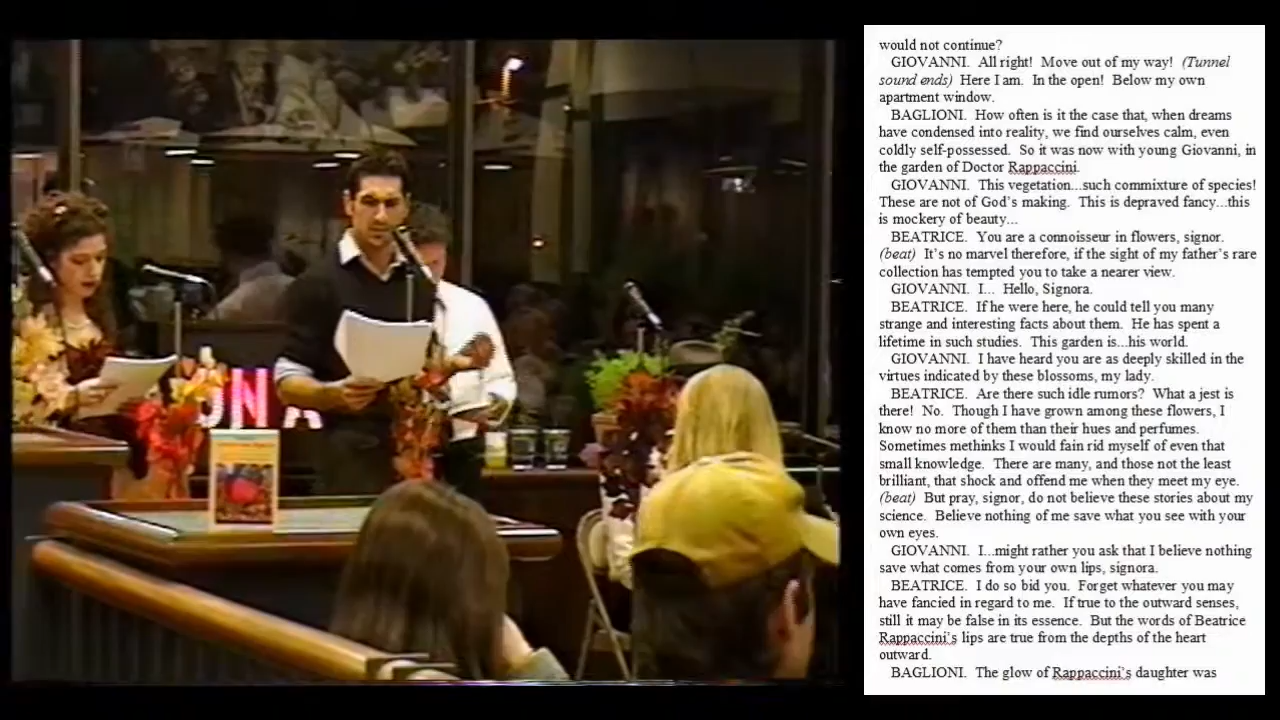 would not continue?
GIOVANNI. All right! Move out of my way! (Tunnel
sound ends) Here I am. In the open! Below my own
apartment window.
BAGLIONI. How often is it the case that, when dreams
have condensed into reality, we find ourselves calm, even
coldly self-possessed. So it was now with young Giovanni, in
the garden of Doctor Rappaccini.
GIOVANNI. This vegetation...such commixture of species!
These are not of God's making. This is depraved fancy...this
is mockery of beauty...
BEATRICE. You are a connoisseur in flowers, signor.
(beat) It's no marvel therefore, if the sight of my father's rare
collection has tempted you to take a nearer view.
GIOVANNI. I... Hello, Signora.
BEATRICE. If he were here, he could tell you many
strange and interesting facts about them. He has spent a
lifetime in such studies. This garden is...his world.
GIOVANNI. I have heard you are as deeply skilled in the
virtues indicated by these blossoms, my lady.
BEATRICE. Are there such idle rumors? What a jest is
there! No. Though I have grown among these flowers, I
know no more of them than their hues and perfumes.
Sometimes methinks I would fain rid myself of even that
small knowledge. There are many, and those not the least
brilliant, that shock and offend me when they meet my eye.
(beat) But pray, signor, do not believe these stories about my
science. Believe nothing of me save what you see with your
own eyes.
GIOVANNI. I...might rather you ask that I believe nothing
save what comes from your own lips, signora.
BEATRICE. I do so bid you. Forget whatever you may
have fancied in regard to me. If true to the outward senses,
still it may be false in its essence. But the words of Beatrice
Rappaccini's lips are true from the depths of the heart
outward.
BAGLIONI. The glow of Rappaccini's daughter was